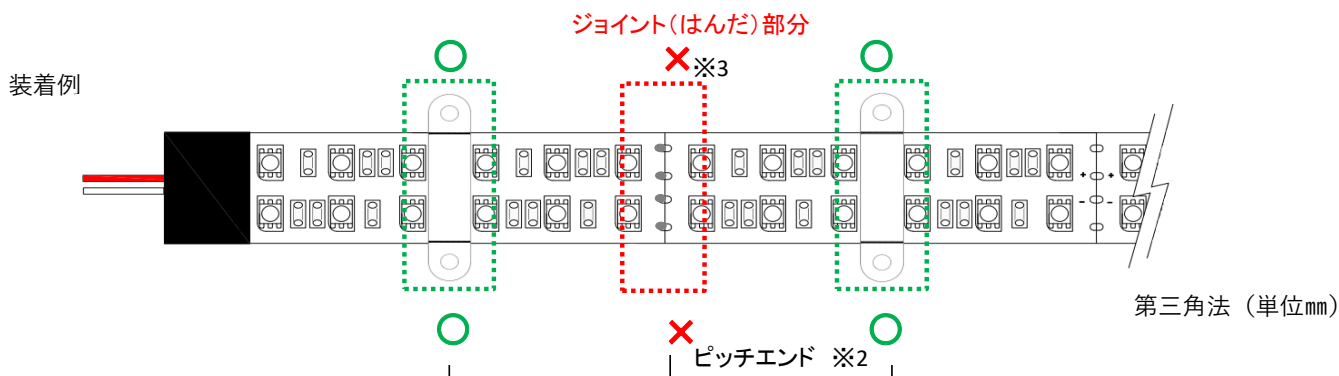 ジョイント（はんだ）部分
※3
装着例
+ +
- -
第三角法（単位㎜）
ピッチエンド ※2